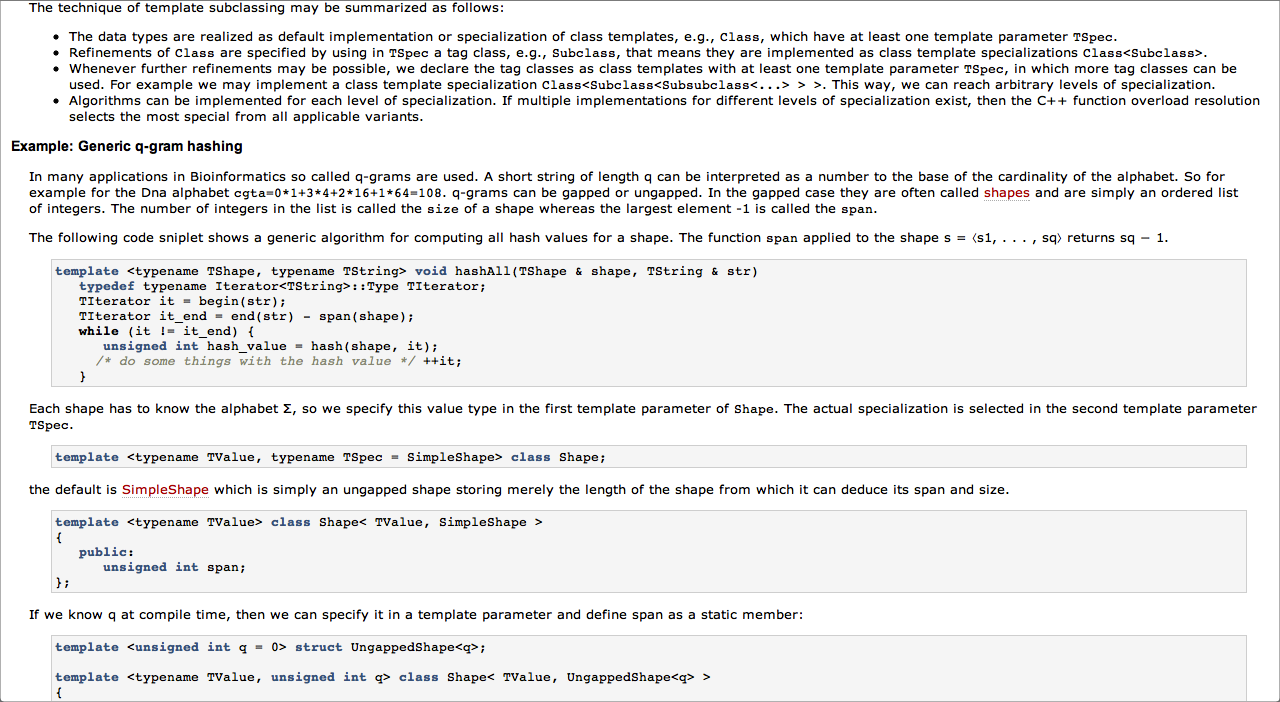 The technique of template subclassing may be summarized as follows:
• The data types are realized as default implementation or specialization of class templates, e.g., Class, which have at least one template parameter TSpec.
• Refinements of Class are specified by using in TSpec a tag class, e.g., Subclass, that means they are implemented as class template specializations Class<Subclass>.
• Whenever further refinements may be possible, we declare the tag classes as class templates with at least one template parameter TSpec, in which more tag classes can be
used. For example we may implement a class template specialization Class<Subclass<Subsubclass<...> > >. This way, we can reach arbitrary levels of specialization.
• Algorithms can be implemented for each level of specialization. If multiple implementations for different levels of specialization exist, then the C++ function overload resolution
selects the most special from all applicable variants.
Example: Generic q-gram hashing
In many applications in Bioinformatics so called q-grams are used. A short string of length q can be interpreted as a number to the base of the cardinality of the alphabet. So for
example for the Dna alphabet cgta=0*1+3*4+2*16+1*64=108. q-grams can be gapped or ungapped. In the gapped case they are often called shapes and are simply an ordered list
of integers. The number of integers in the list is called the size of a shape whereas the largest element -1 is called the span.
The following code sniplet shows a generic algorithm for computing all hash values for a shape. The function span applied to the shape s = ⟨s1, . . . , sq⟩ returns sq − 1.
template <typename TShape, typename TString> void hashAll(TShape & shape, TString & str)
typedef typename Iterator<TString>::Type TIterator;
TIterator it = begin(str);
TIterator it_end = end(str) - span(shape);
while (it != it_end) {
unsigned int hash_value = hash(shape, it);
/* do some things with the hash value */ ++it;
}
Each shape has to know the alphabet Σ, so we specify this value type in the first template parameter of Shape. The actual specialization is selected in the second template parameter
TSpec.
template <typename TValue, typename TSpec = SimpleShape> class Shape;
the default is SimpleShape which is simply an ungapped shape storing merely the length of the shape from which it can deduce its span and size.
template <typename TValue> class Shape< TValue, SimpleShape >
{
public:
unsigned int span;
};
If we know q at compile time, then we can specify it in a template parameter and define span as a static member:
template <unsigned int q = 0> struct UngappedShape<q>;
template <typename TValue, unsigned int q> class Shape< TValue, UngappedShape<q> >
{